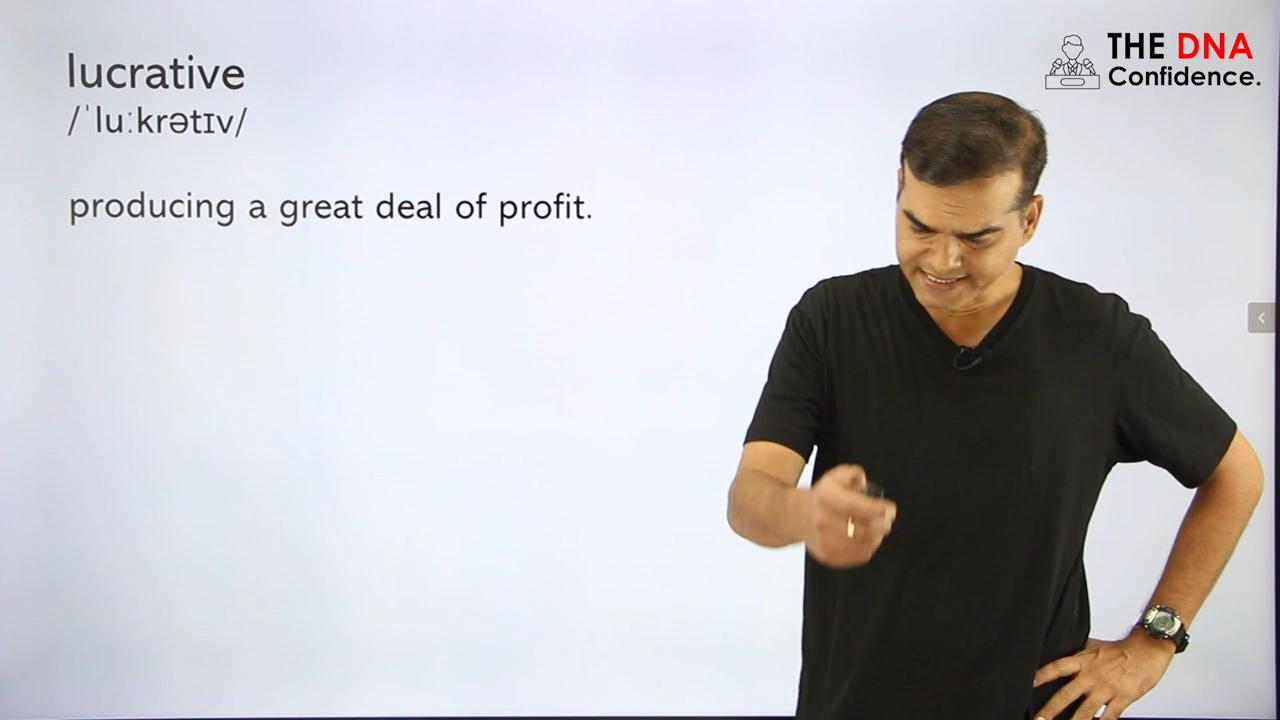 lucrative
/ˈluːkrətɪv/
producing a great deal of profit.
THE DNA
Confidence.